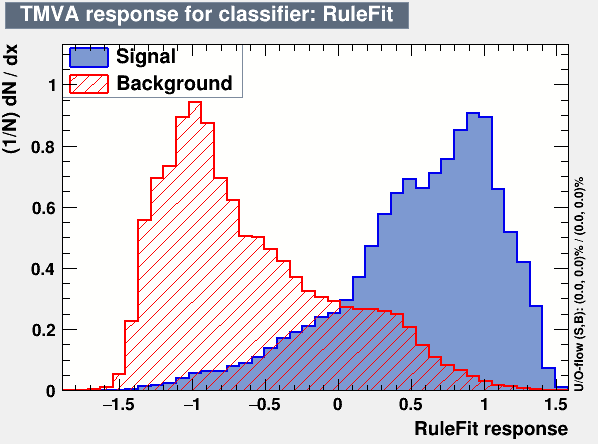 TMVA response for classifier: RuleFit
(1/N) dN / dx
Signal
Background
1
0.8
0.6
0.4
0.2
0
−1.5 −1 −0.5 0 0.5 1 1.5
RuleFit response
U/O-flow (S,B): (0.0, 0.0)% / (0.0, 0.0)%